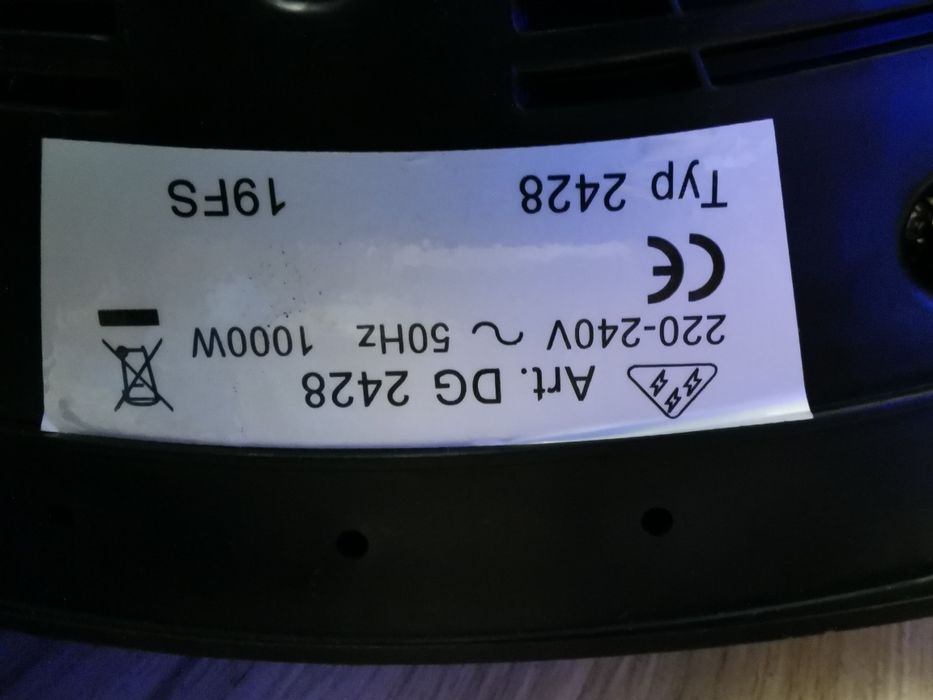 Art. DG 2428
220-240V ~ 50Hz 1000W
CE
Typ 2428 19FS